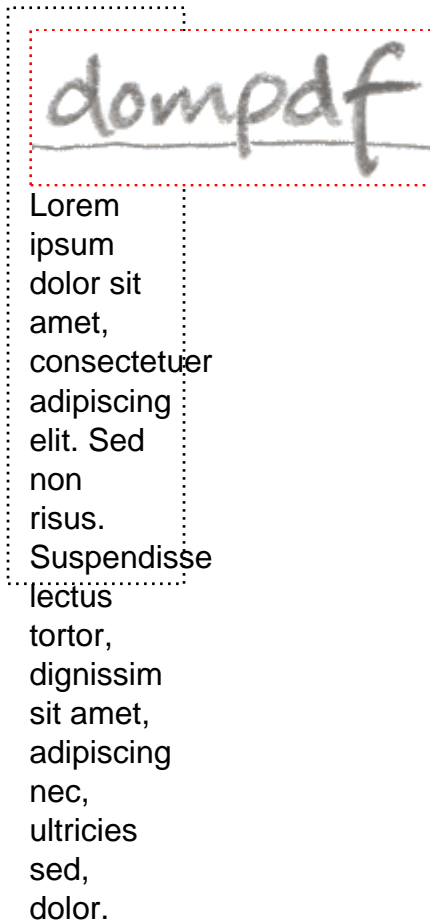 dompdf
Lorem
ipsum
dolor sit
amet,
consectetuer
adipiscing
elit. Sed
non
risus.
Suspendisse
lectus
tortor,
dignissim
sit amet,
adipiscing
nec,
ultricies
sed,
dolor.